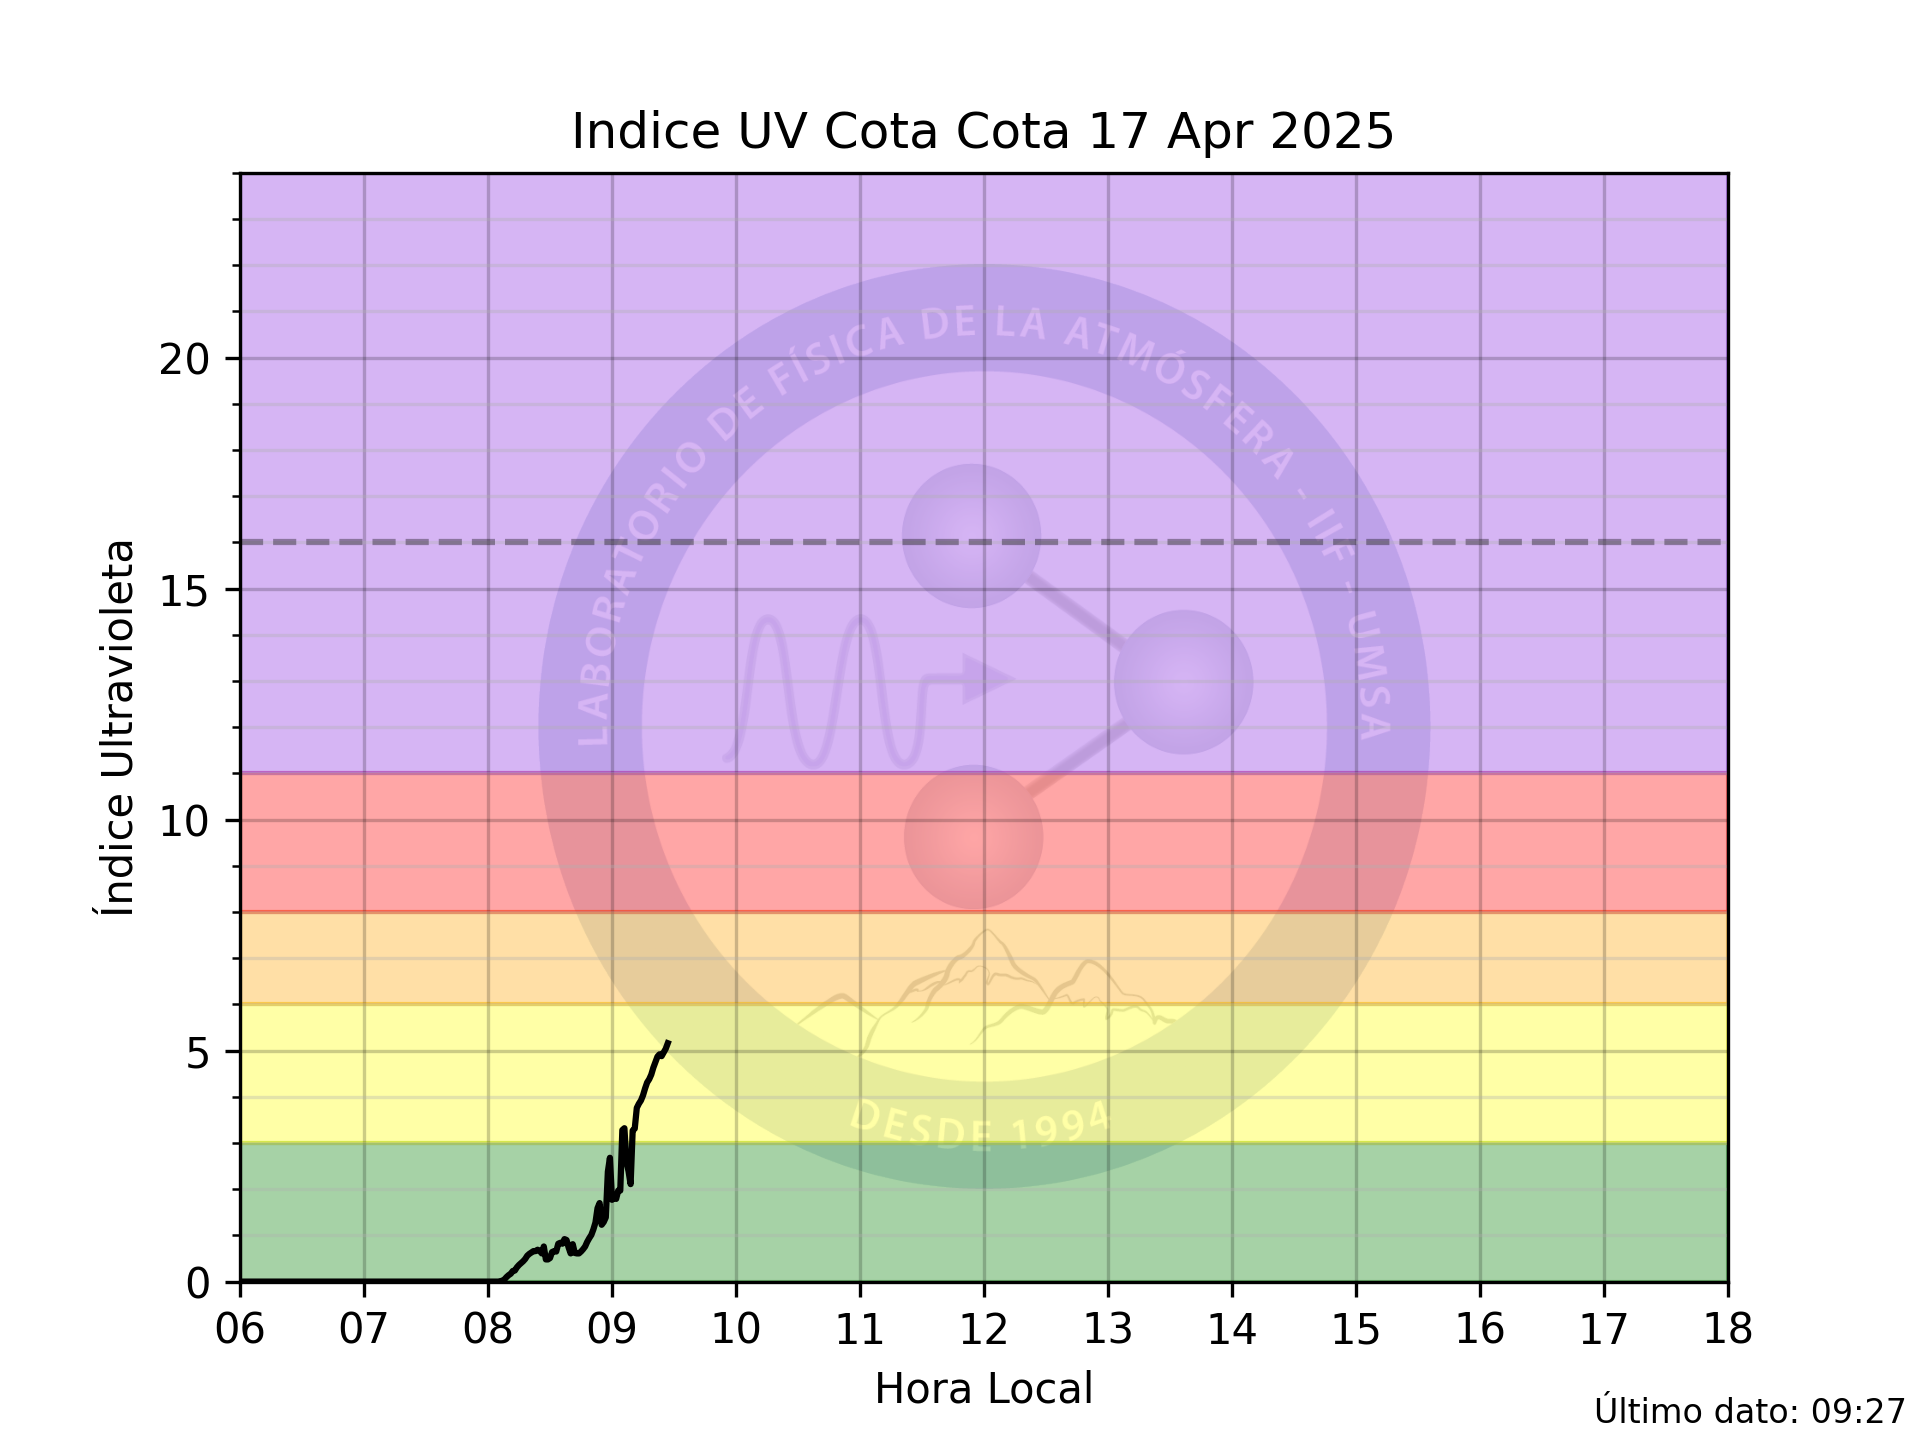 Indice UV Cota Cota 17 Apr 2025
LABORATORIO DE FÍSICA DE LA ATMÓSFERA - IIF - UMSA
DESDE 1994
Índice Ultravioleta
20
15
10
5
0
06 07 08 09 10 11 12 13 14 15 16 17 18
Hora Local
Último dato: 09:27